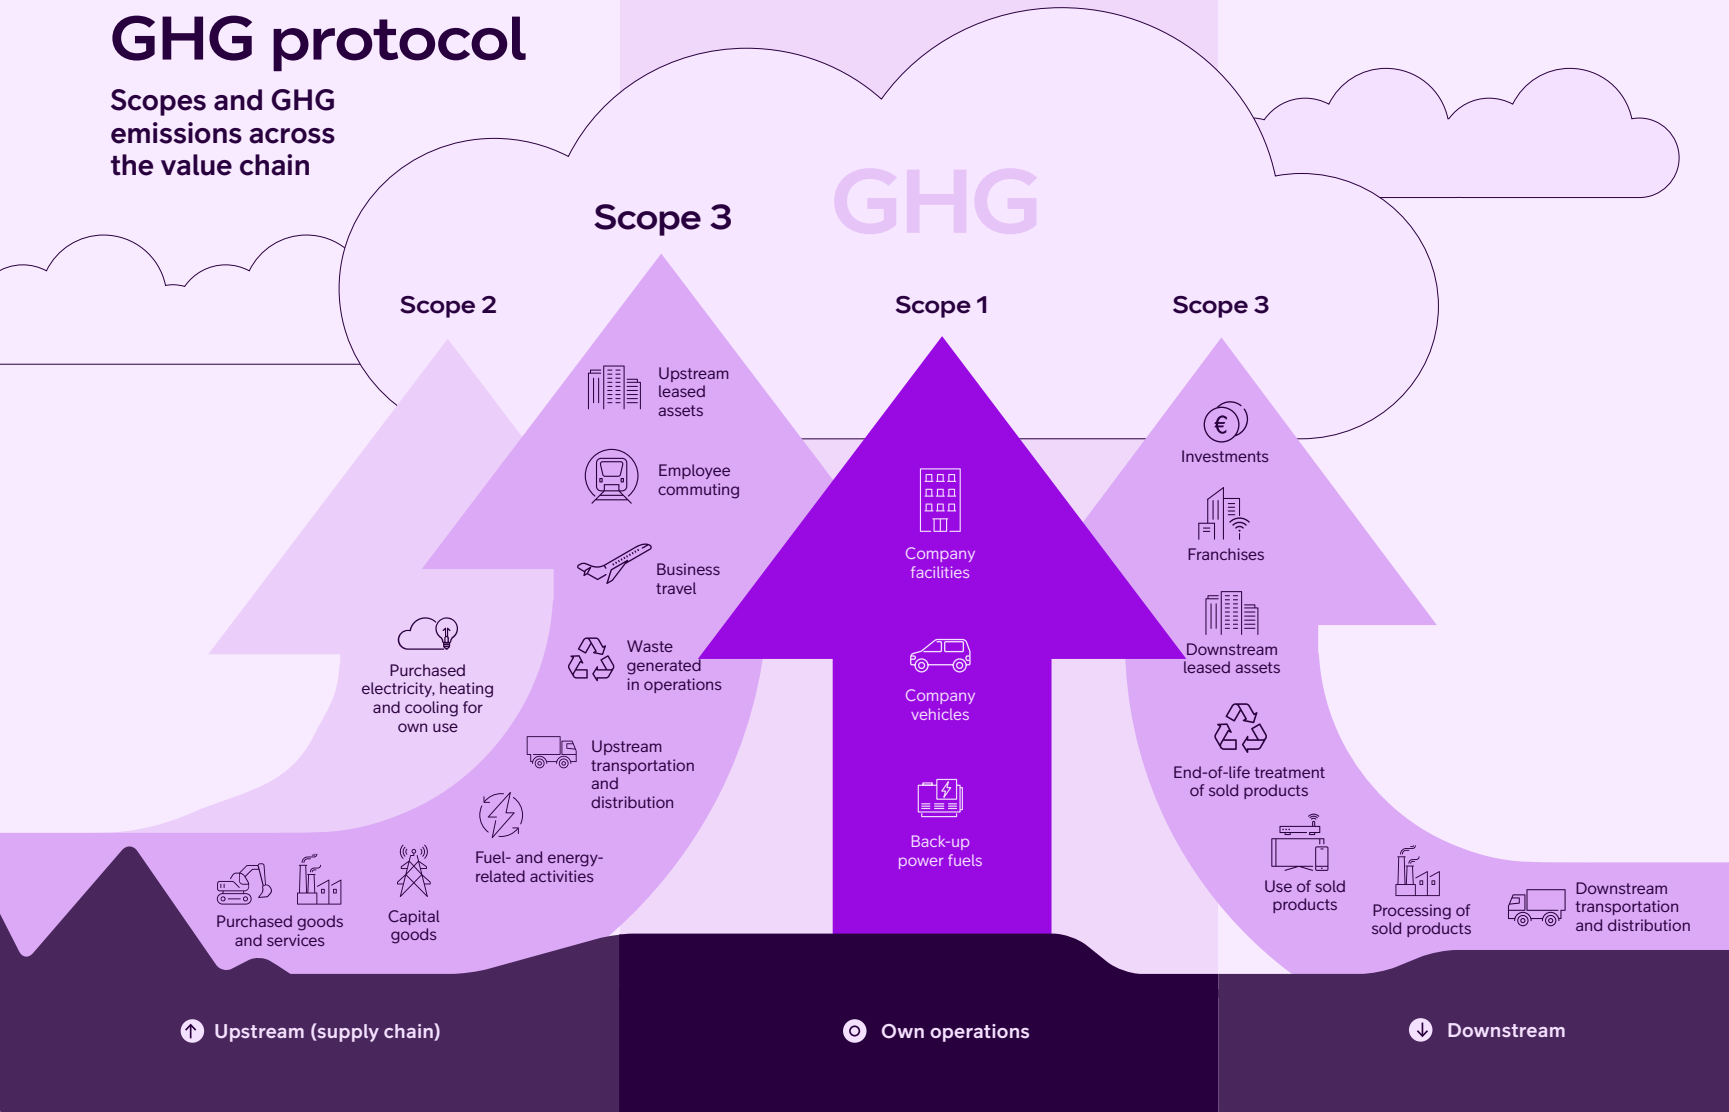 GHG protocol
Scopes and GHG
emissions across
the value chain
GHG
Scope 3
Scope 2
Scope 1
Scope 3
Purchased
electricity, heating
and cooling for
own use
Upstream
leased
assets
Employee
commuting
Business
travel
Waste
generated
in operations
Upstream
transportation
and
distribution
Fuel- and energy-
related activities
Capital
goods
Purchased goods
and services
Company
facilities
Company
vehicles
Back-up
power fuels
€
Investments
Franchises
Downstream
leased assets
End-of-life treatment
of sold products
Use of sold
products
Processing of
sold products
Downstream
transportation
and distribution
Upstream (supply chain)
Own operations
Downstream